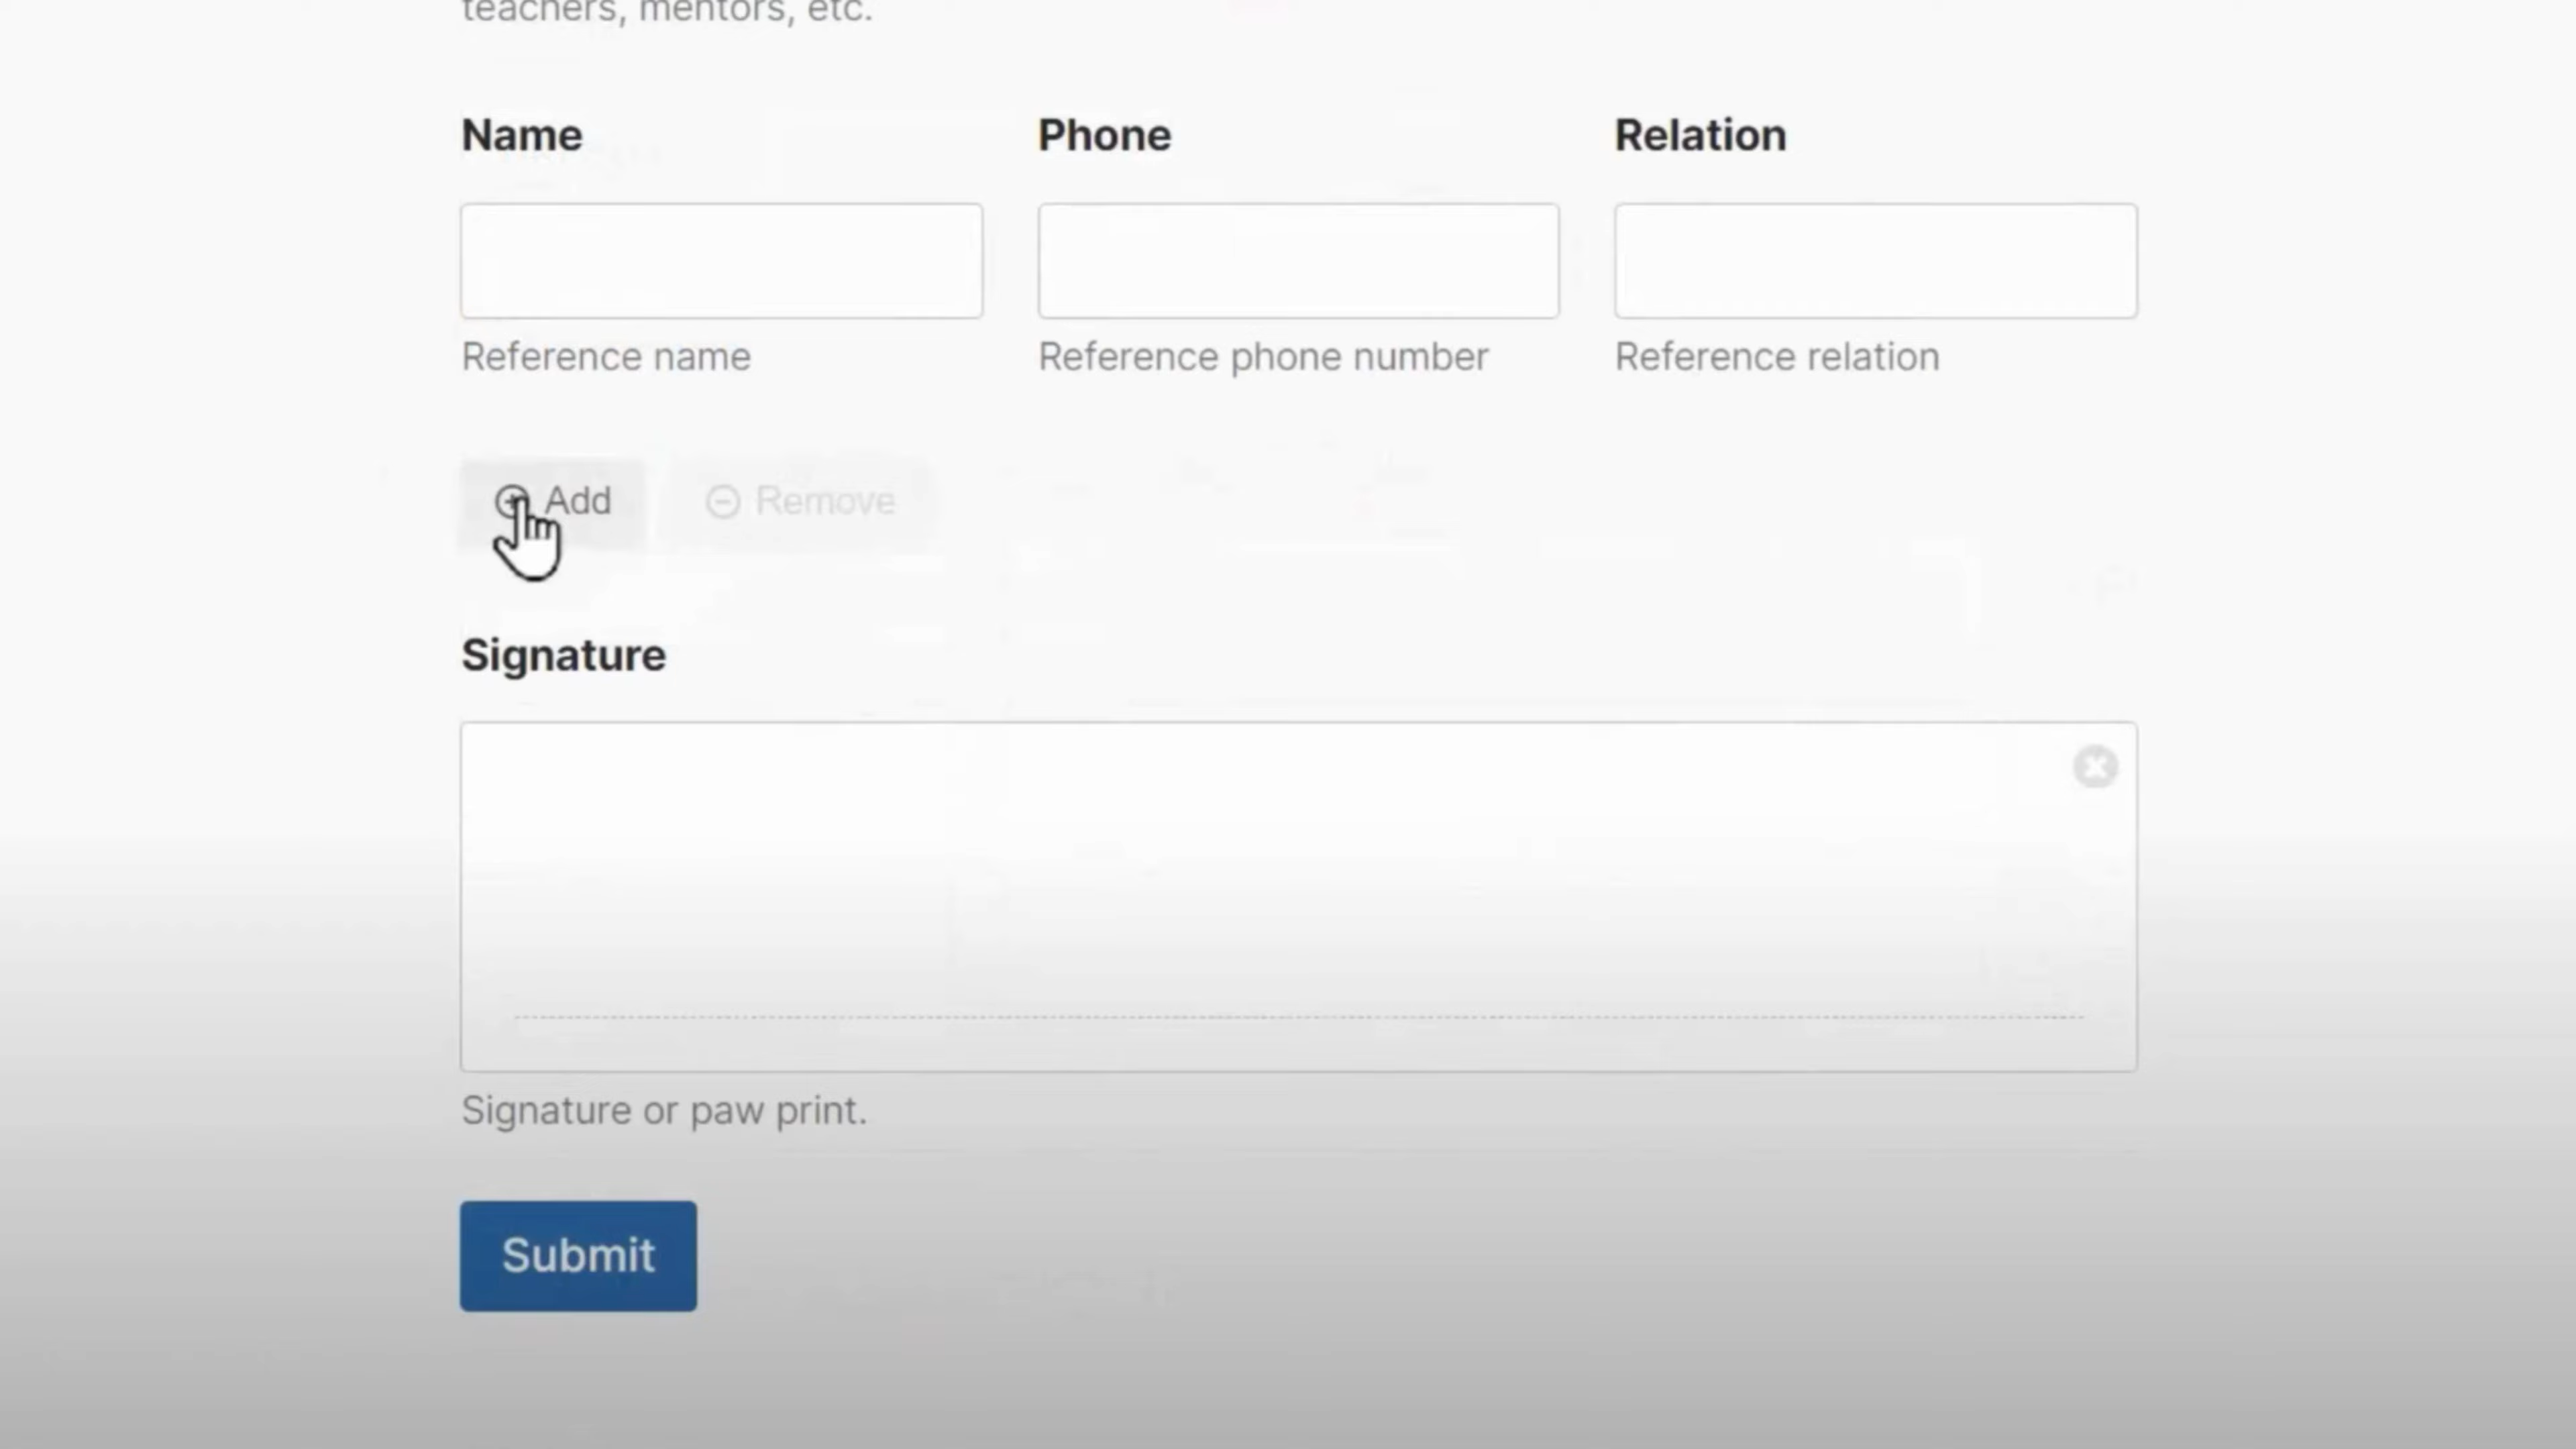 teachers, mentors, etc.
Name Phone Relation
Reference name Reference phone number Reference relation
Add Remove
Signature
Signature or paw print.
Submit